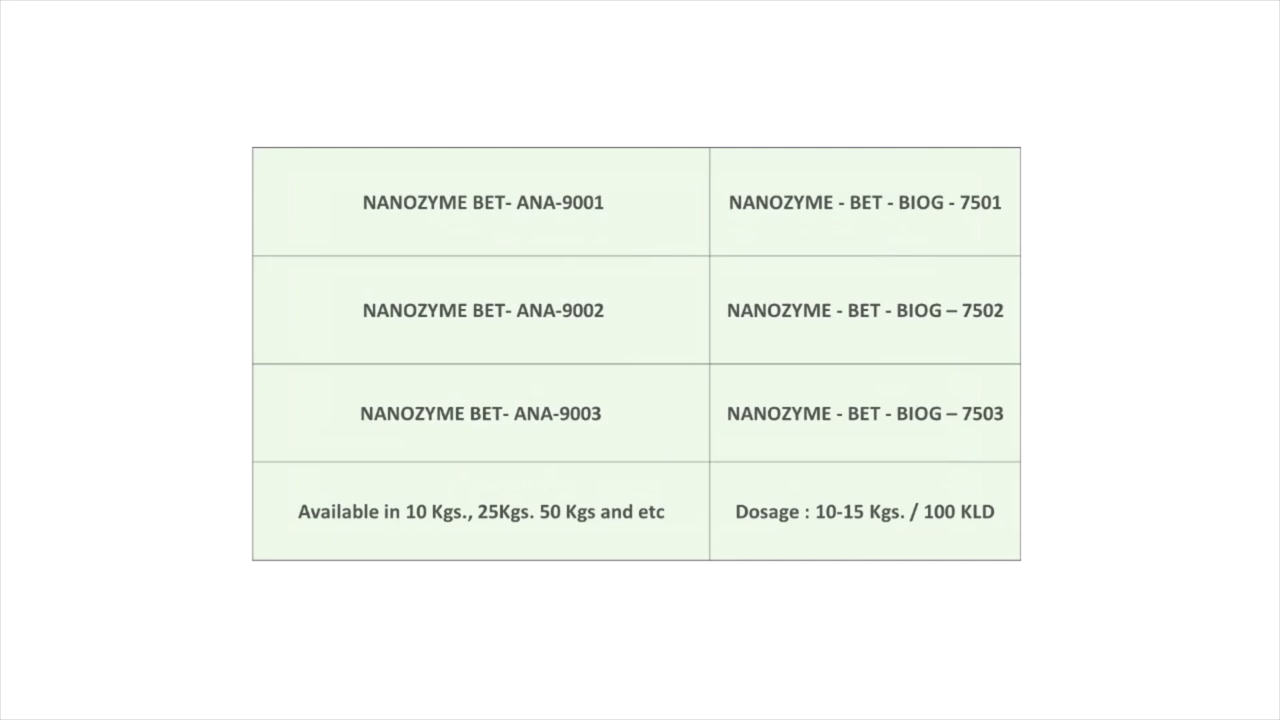 NANOZYME BET- ANA-9001
NANOZYME - BET - BIOG - 7501
NANOZYME BET- ANA-9002
NANOZYME - BET - BIOG – 7502
NANOZYME BET- ANA-9003
NANOZYME - BET - BIOG – 7503
Available in 10 Kgs., 25Kgs. 50 Kgs and etc
Dosage : 10-15 Kgs. / 100 KLD